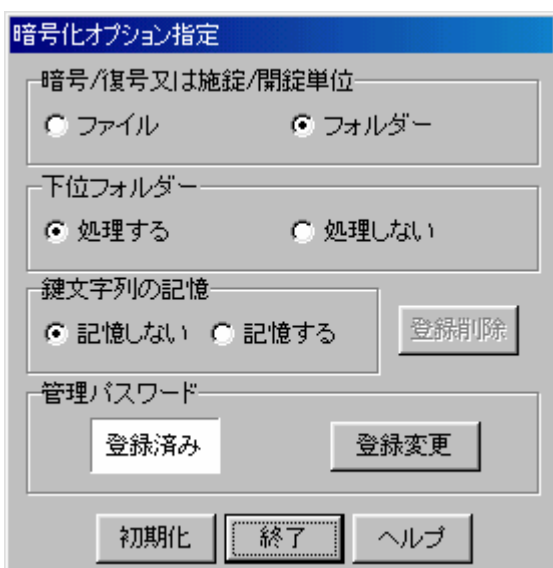 暗号化オプション指定
暗号/復号又は施錠/開錠単位
ファイル フォルダー
下位フォルダー
処理する 処理しない
鍵文字列の記憶
記憶しない 記憶する 登録削除
管理パスワード
登録済み 登録変更
初期化 終了 ヘルプ